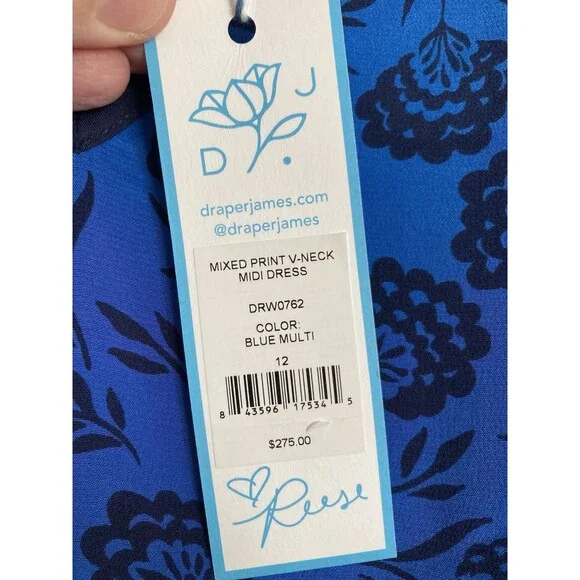 D J .
draperjames.com
@draperjames
MIXED PRINT V-NECK
MIDI DRESS
DRW0762
COLOR:
BLUE MULTI
12
8 43596 17534 5
$275.00
Reese